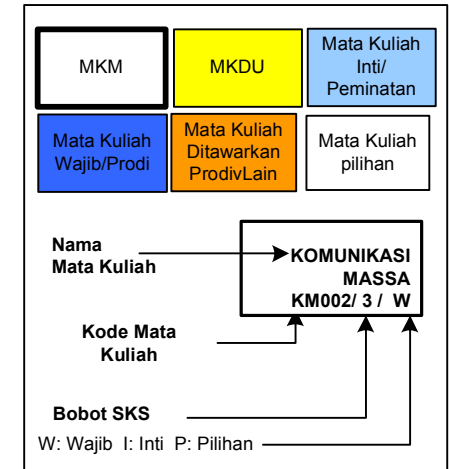 MKM
MKDU
Mata Kuliah
Inti/
Peminatan
Mata Kuliah
Wajib/Prodi
Mata Kuliah
Ditawarkan
ProdivLain
Mata Kuliah
pilihan
Nama
Mata Kuliah
KOMUNIKASI
MASSA
KM002/ 3 / W
Kode Mata
Kuliah
Bobot SKS
W: Wajib I: Inti P: Pilihan